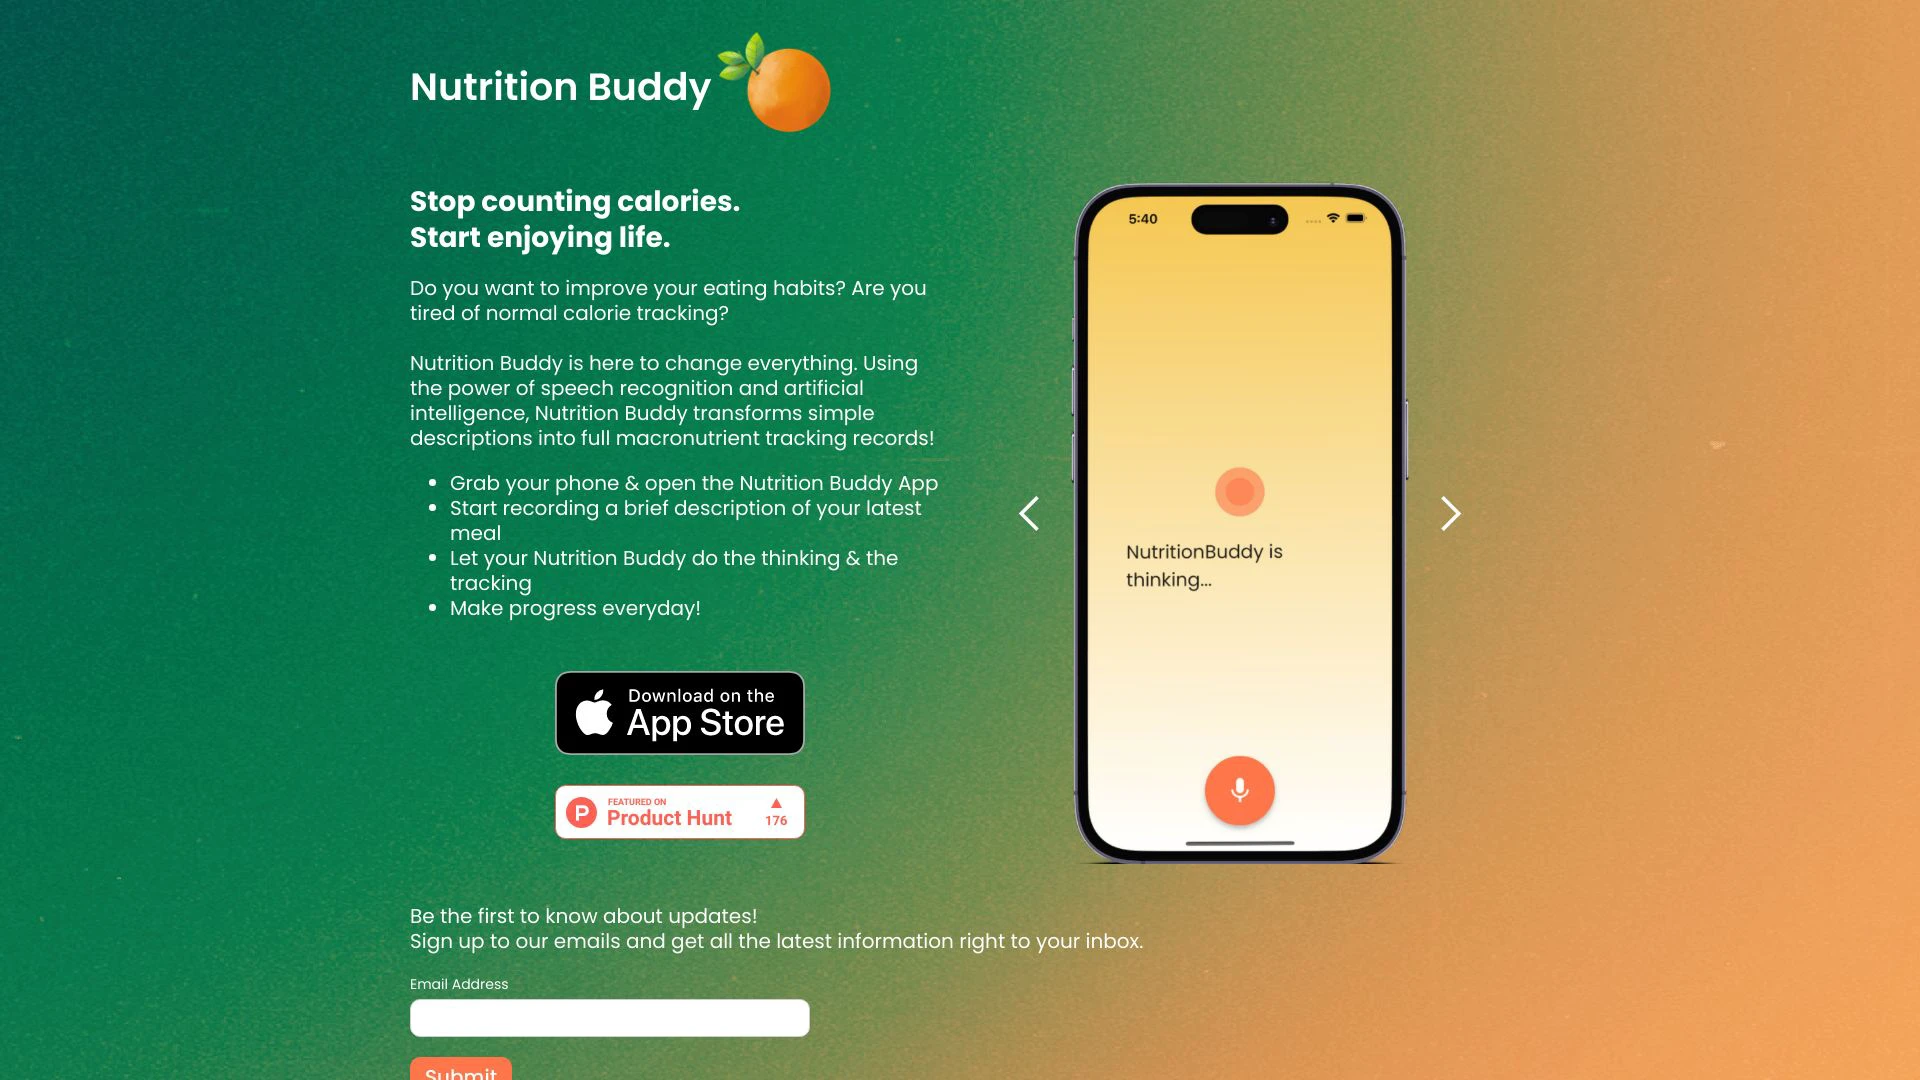 Nutrition Buddy
Stop counting calories.
Start enjoying life.
Do you want to improve your eating habits? Are you
tired of normal calorie tracking?
Nutrition Buddy is here to change everything. Using
the power of speech recognition and artificial
intelligence, Nutrition Buddy transforms simple
descriptions into full macronutrient tracking records!
Grab your phone & open the Nutrition Buddy App
Start recording a brief description of your latest
meal
Let your Nutrition Buddy do the thinking & the
tracking
Make progress everyday!
Download on the
App Store
FEATURED ON
Product Hunt
176
5:40
NutritionBuddy is
thinking...
Be the first to know about updates!
Sign up to our emails and get all the latest information right to your inbox.
Email Address
Submit